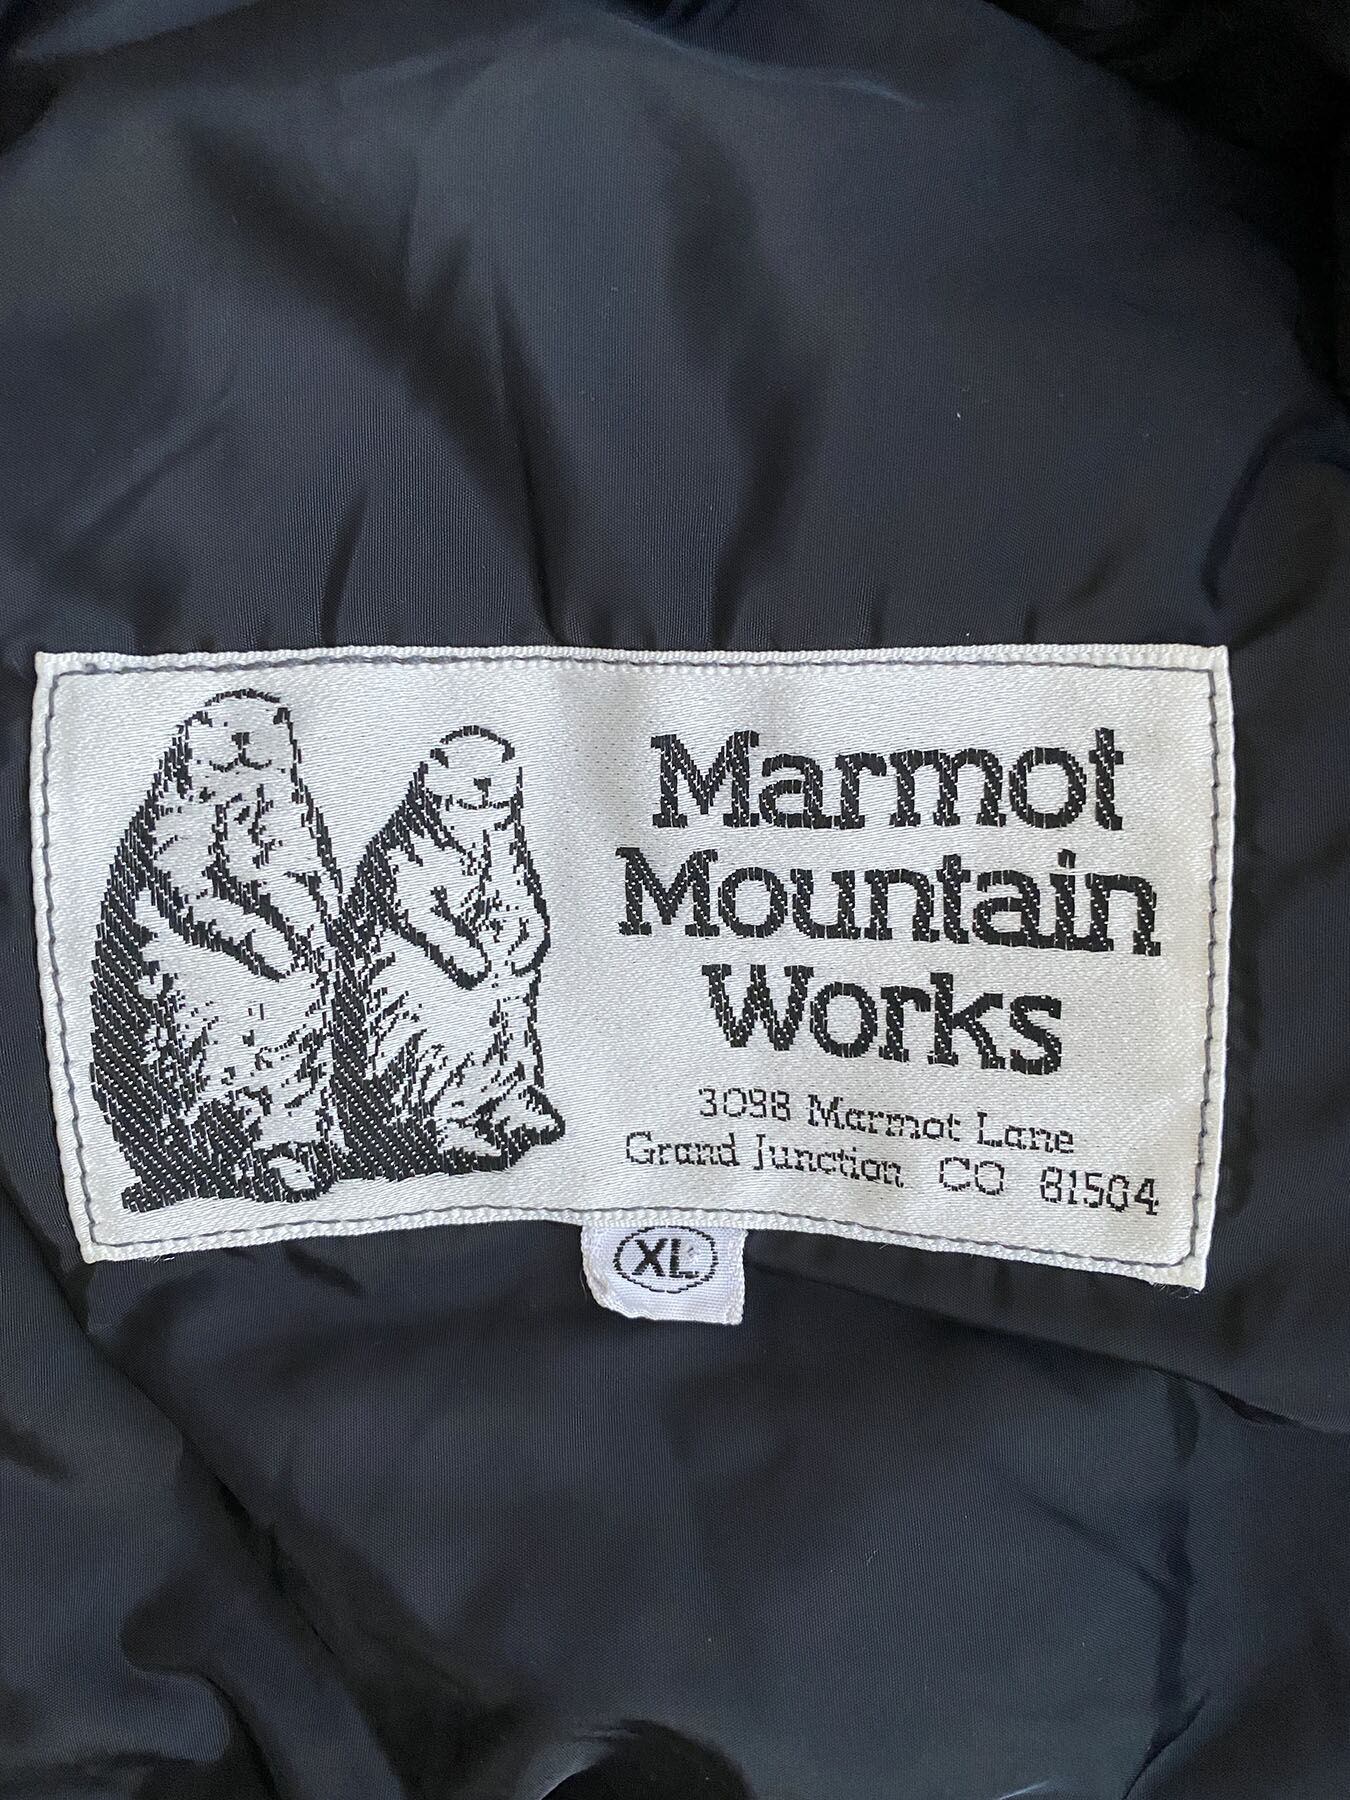 Marmot
Mountain
Works
3098 Marmot Lane
Grand Junction CO 81504
XL